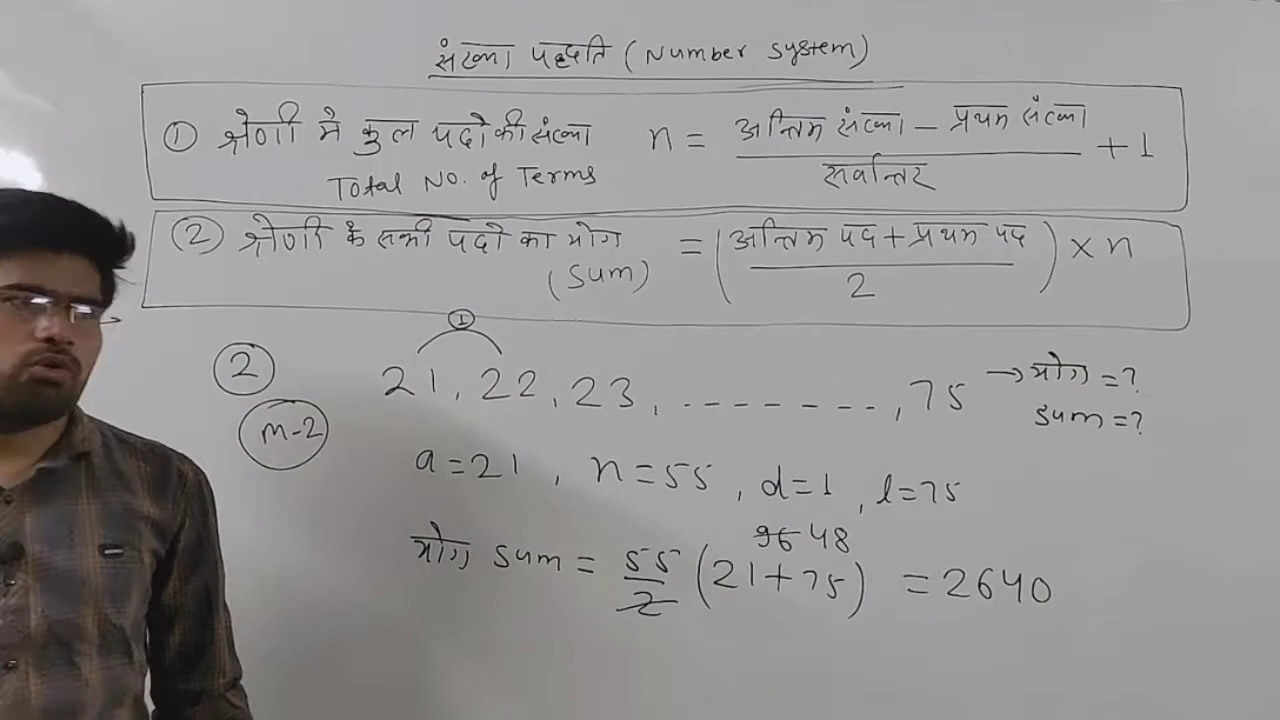 संख्या पद्धति (Number system)
① श्रेणी मे कुल पदो की संख्या n = अन्तिम संख्या - प्रथम संख्या / सर्वान्तर + 1
Total No. of Terms
② श्रेणी के सभी पदो का योग = (अन्तिम पद + प्रथम पद / 2) × n
(Sum)
①
② 21, 22, 23, - - - - - - -, 75 → योग = ?
sum = ?
M-2
a = 21, n = 55, d = 1, l = 75
96 48
योग sum = 55/2 (21 + 75) = 2640